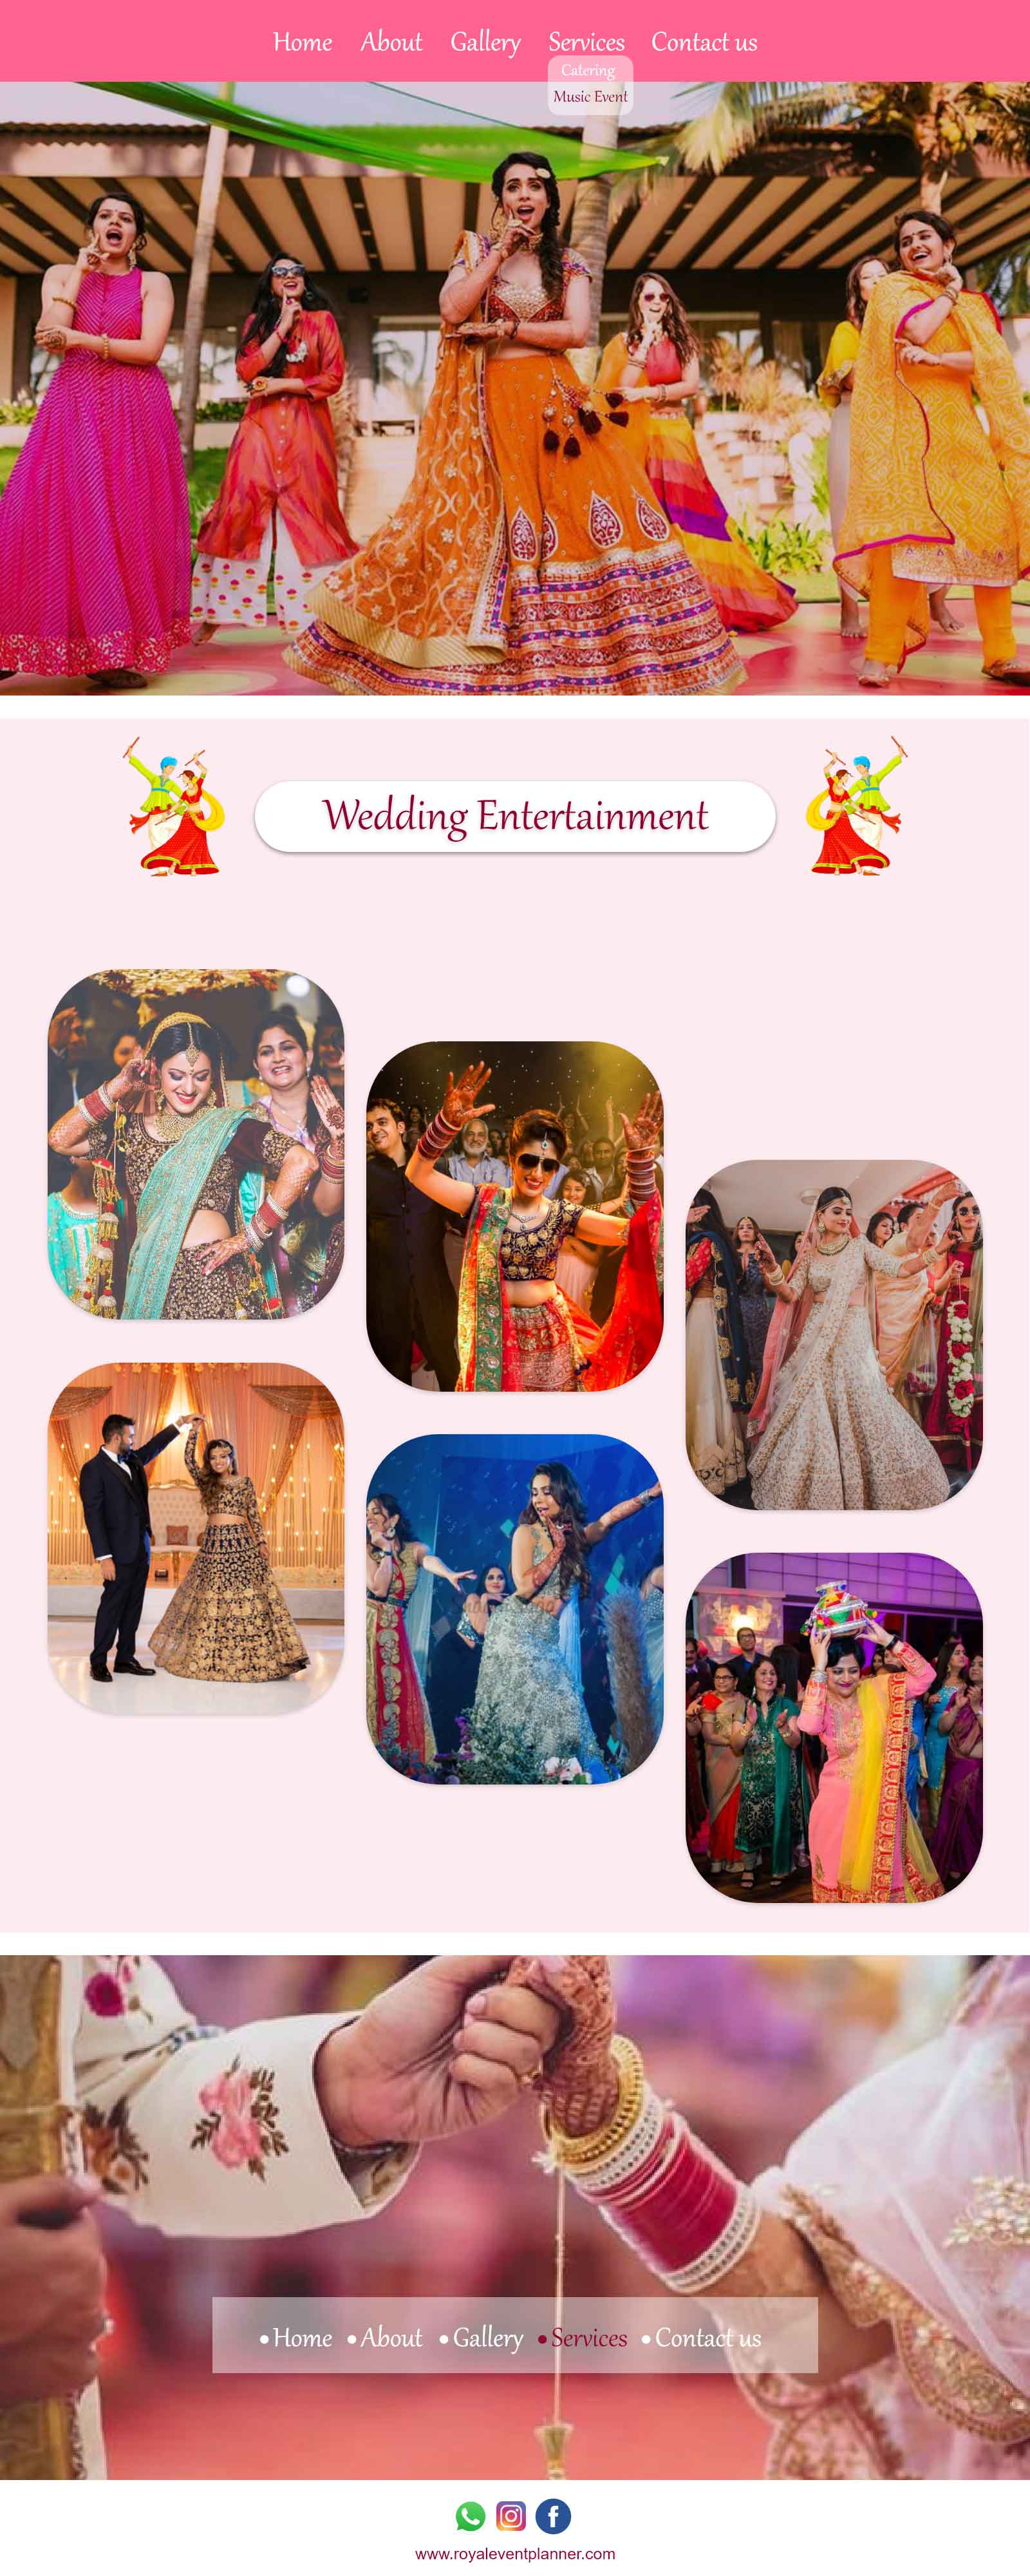 Home About Gallery Services Contact us
Catering
Music Event
Wedding Entertainment
• Home • About • Gallery • Services • Contact us
www.royaleventplanner.com